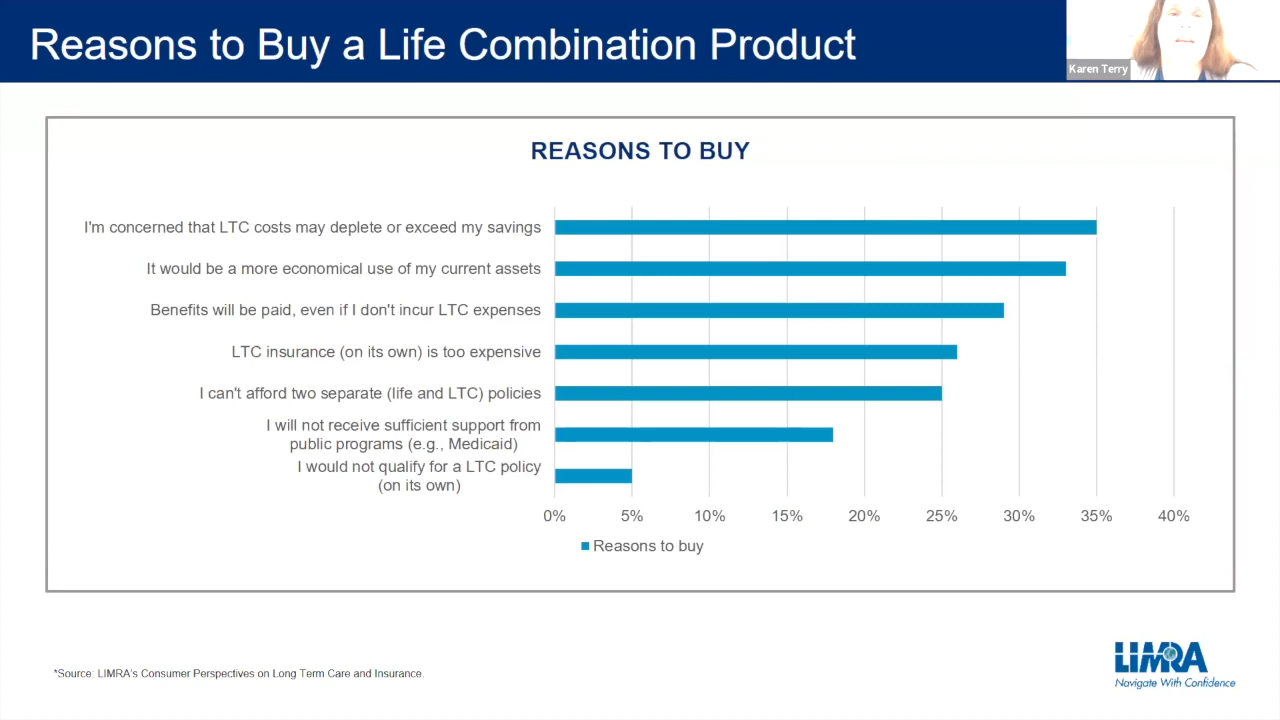 Reasons to Buy a Life Combination Product
Karen Terry
REASONS TO BUY
I'm concerned that LTC costs may deplete or exceed my savings
It would be a more economical use of my current assets
Benefits will be paid, even if I don't incur LTC expenses
LTC insurance (on its own) is too expensive
I can't afford two separate (life and LTC) policies
I will not receive sufficient support from
public programs (e.g., Medicaid)
I would not qualify for a LTC policy
(on its own)
0% 5% 10% 15% 20% 25% 30% 35% 40%
Reasons to buy
*Source: LIMRA's Consumer Perspectives on Long Term Care and Insurance.
LIMRA
Navigate With Confidence